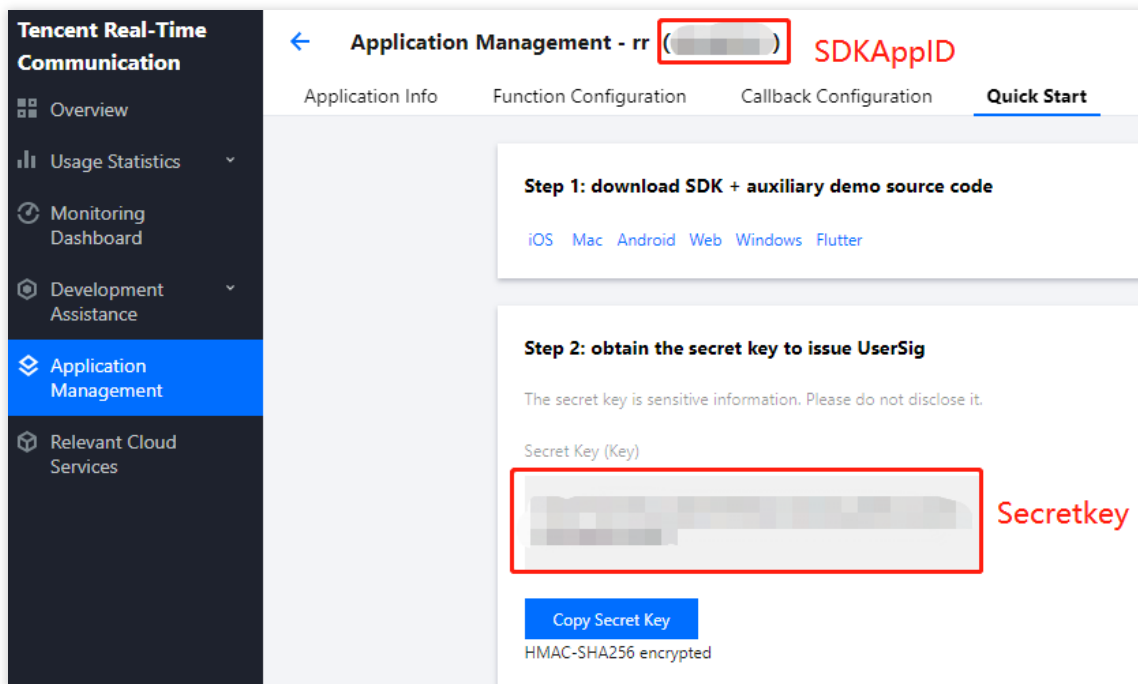 Tencent Real-Time
Communication
Overview
Usage Statistics
Monitoring
Dashboard
Development
Assistance
Application
Management
Relevant Cloud
Services
Application Management - rr ( )
SDKAppID
Application Info
Function Configuration
Callback Configuration
Quick Start
Step 1: download SDK + auxiliary demo source code
iOS Mac Android Web Windows Flutter
Step 2: obtain the secret key to issue UserSig
The secret key is sensitive information. Please do not disclose it.
Secret Key (Key)
Secretkey
Copy Secret Key
HMAC-SHA256 encrypted